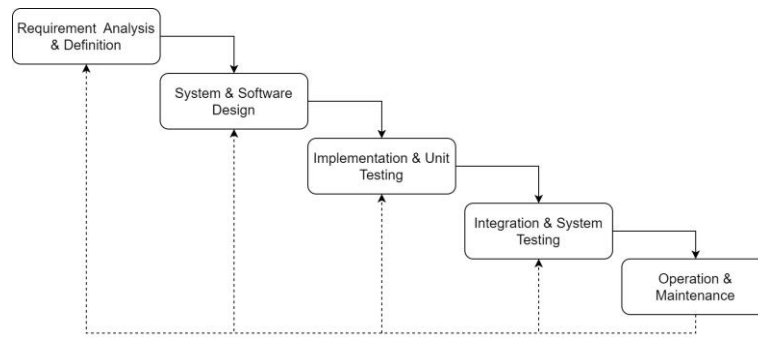 Requirement Analysis
& Definition
System & Software
Design
Implementation & Unit
Testing
Integration & System
Testing
Operation &
Maintenance